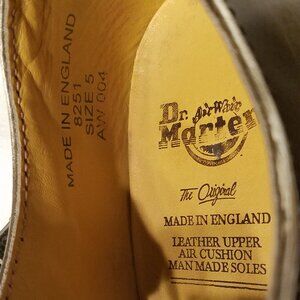 MADE IN ENGLAND
8251
SIZE 5
AW 004
Dr. AirWair
Marten
The Original
MADE IN ENGLAND
LEATHER UPPER
AIR CUSHION
MAN MADE SOLES